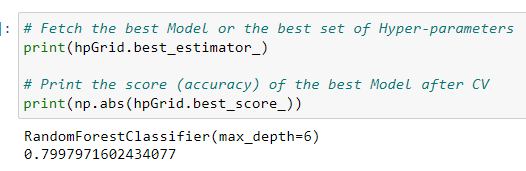 ]: # Fetch the best Model or the best set of Hyper-parameters
print(hpGrid.best_estimator_)
# Print the score (accuracy) of the best Model after CV
print(np.abs(hpGrid.best_score_))
RandomForestClassifier(max_depth=6)
0.7997971602434077